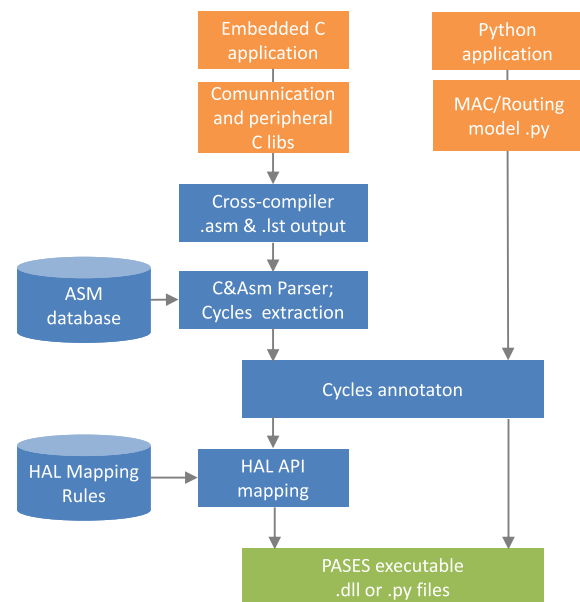 Embedded C
application
Python
application
Comunnication
and peripheral
C libs
MAC/Routing
model .py
Cross-compiler
.asm & .lst output
ASM
database
C&Asm Parser;
Cycles extraction
Cycles annotaton
HAL Mapping
Rules
HAL API
mapping
PASES executable
.dll or .py files